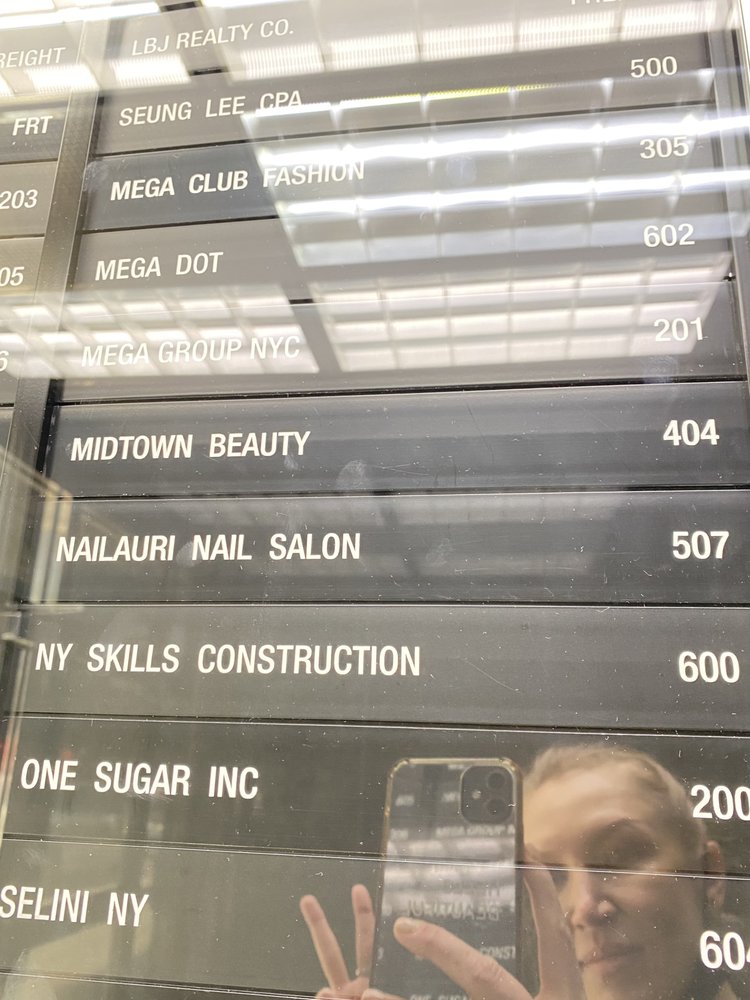 REIGHT
FRT
203
05
6
LBJ REALTY CO.
SEUNG LEE CPA 500
MEGA CLUB FASHION 305
MEGA DOT 602
MEGA GROUP NYC 201
MIDTOWN BEAUTY 404
NAILAURI NAIL SALON 507
NY SKILLS CONSTRUCTION 600
ONE SUGAR INC 200
SELINI NY 604